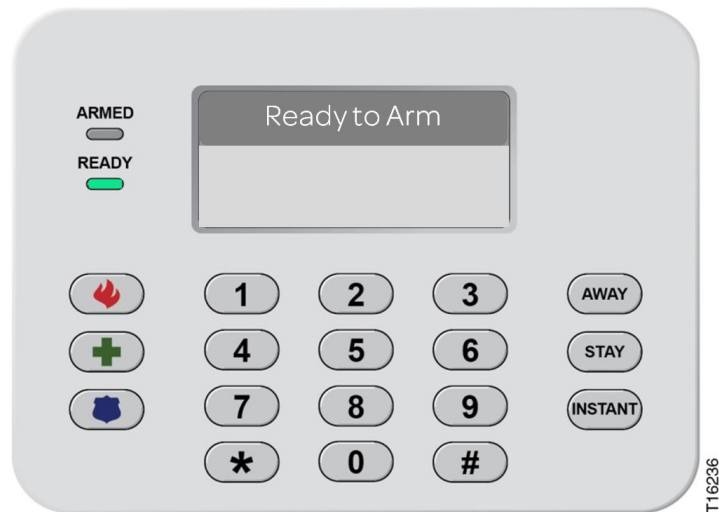 ARMED
READY
Ready to Arm
1 2 3 AWAY
4 5 6 STAY
7 8 9 INSTANT
* 0 #
T16236